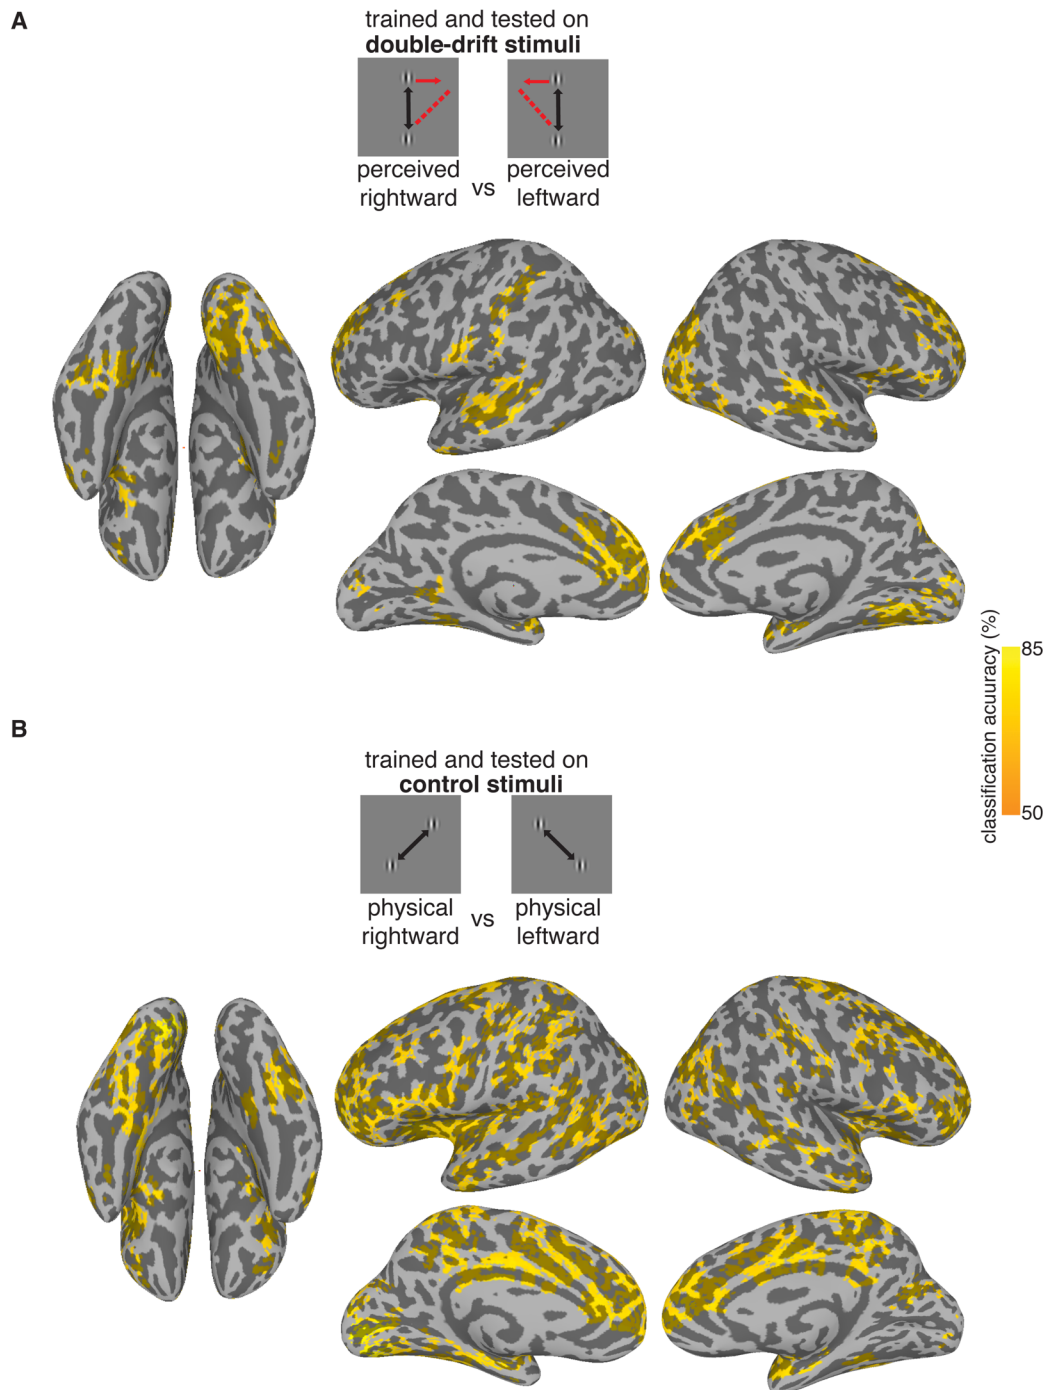 A
trained and tested on
double-drift stimuli
perceived
rightward
vs
perceived
leftward
classification acuuracy (%)
85
50
B
trained and tested on
control stimuli
physical
rightward
vs
physical
leftward